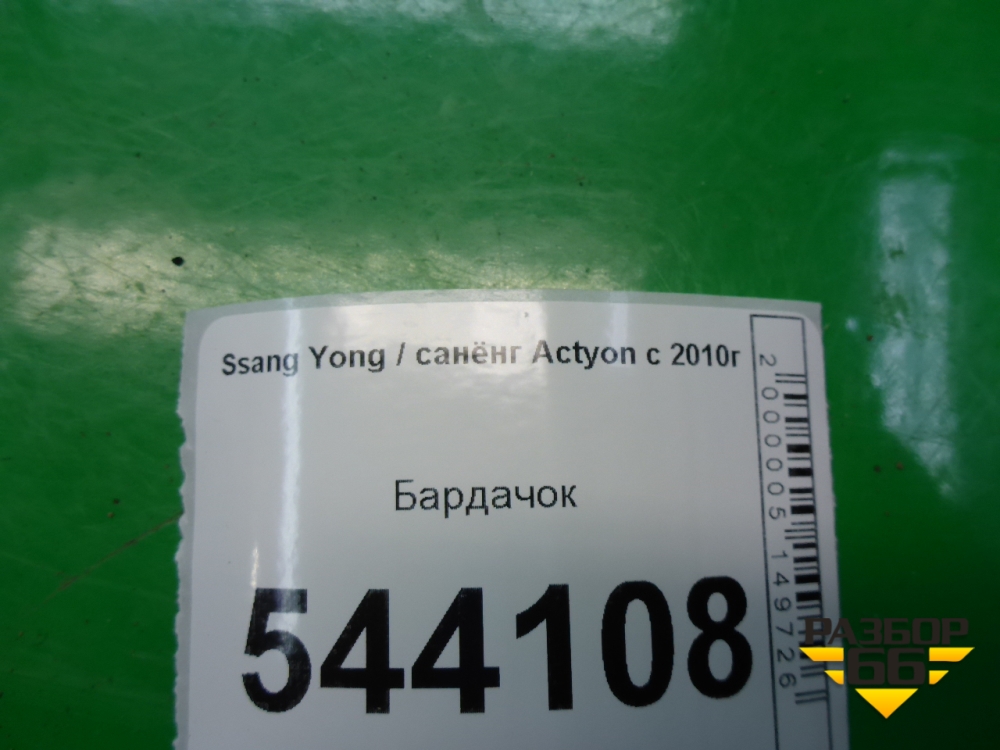 Ssang Yong / санёнг Actyon с 2010г
Бардачок
544108
2000005149726
РАЗБОР
66